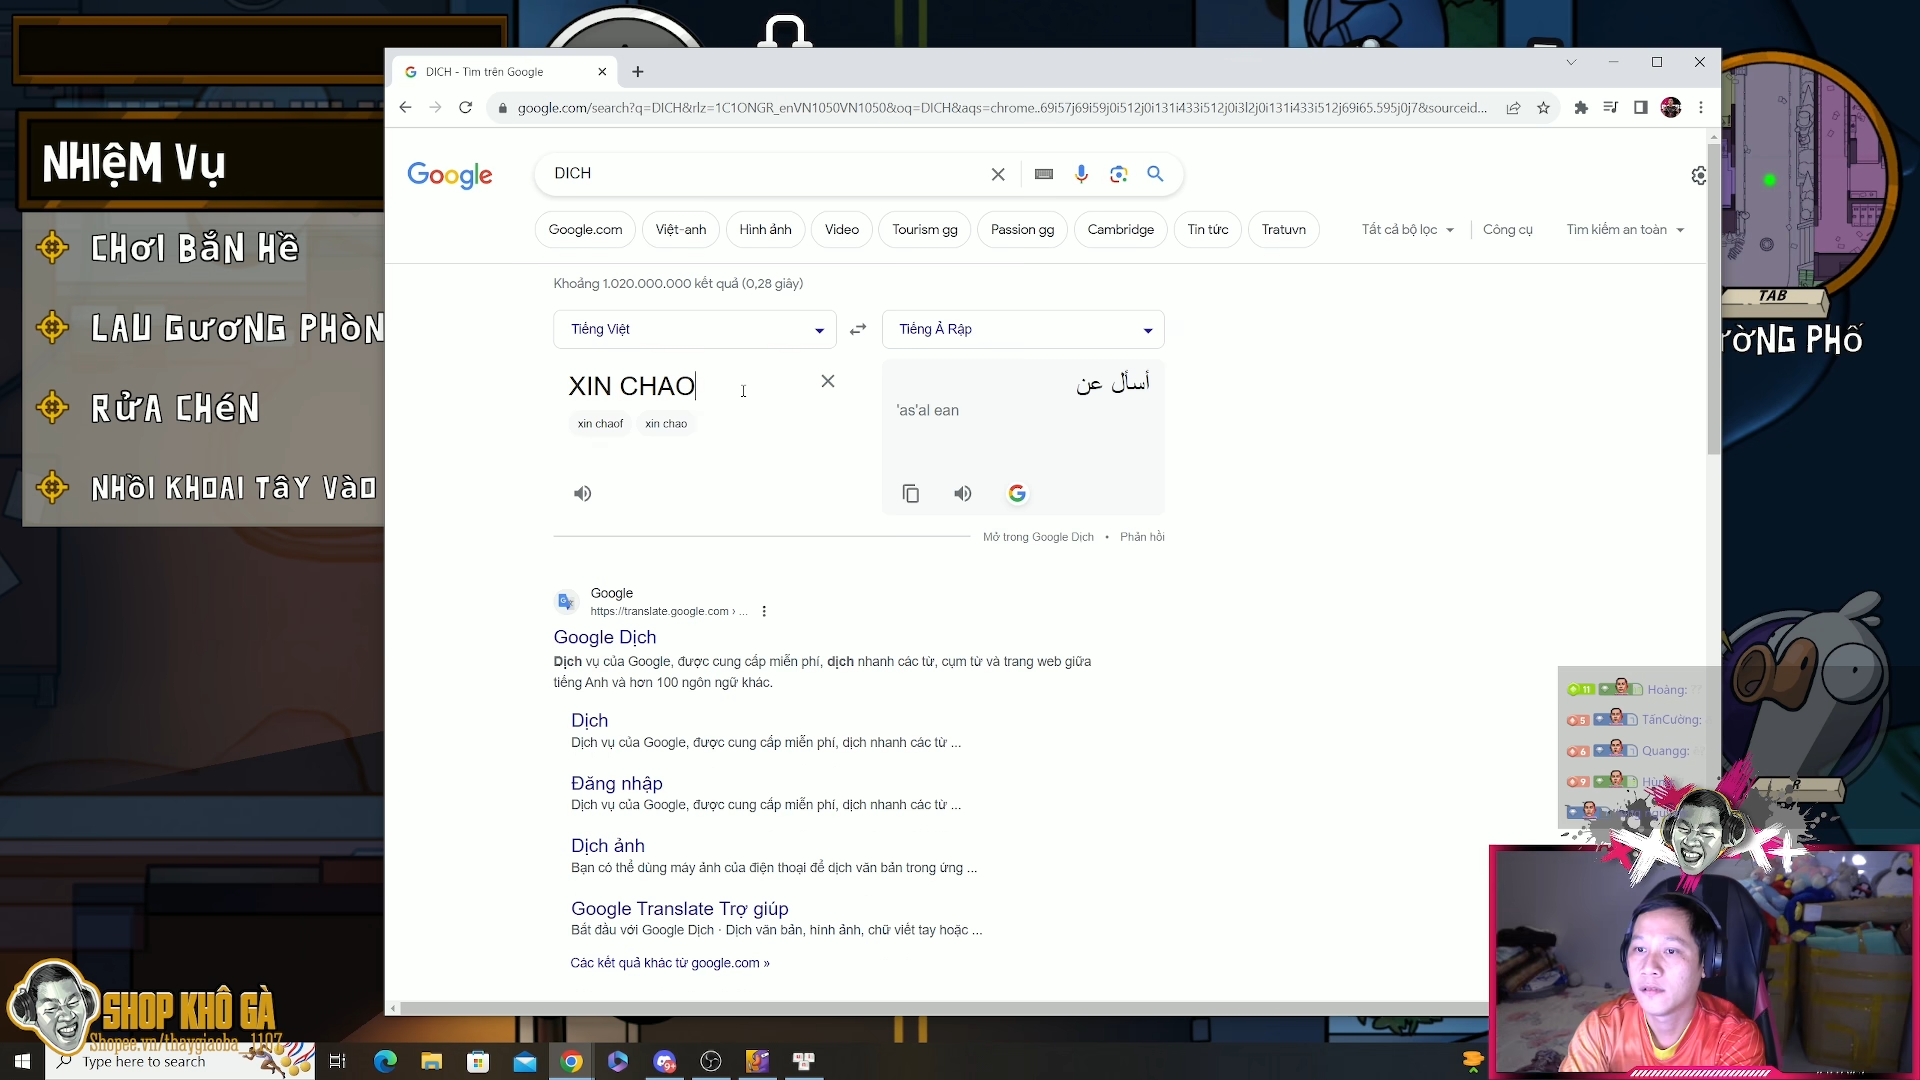 NHIỆM VỤ
CHƠI BẮN HỀ
LAU GƯƠNG PHÒN
RỬA CHÉN
NHỒI KHOAI TÂY VÀO
DICH - Tìm trên Google
google.com/search?q=DICH&rlz=1C1ONGR_enVN1050VN1050&oq=DICH&aqs=chrome..69i57j69i59j0i512j0i131i433i512j0i3l2j0i131i433i512j69i65.595j0j7&sourceid...
Google
DICH
Google.com
Việt-anh
Hình ảnh
Video
Tourism gg
Passion gg
Cambridge
Tin tức
Tratuvn
Tất cả bộ lọc
Công cụ
Tìm kiếm an toàn
Khoảng 1.020.000.000 kết quả (0,28 giây)
Tiếng Việt
Tiếng Ả Rập
XIN CHAO
xin chaof
xin chao
أسأل عن
'as'al ean
Mở trong Google Dịch • Phản hồi
Google
https://translate.google.com › ...
Google Dịch
Dịch vụ của Google, được cung cấp miễn phí, dịch nhanh các từ, cụm từ và trang web giữa
tiếng Anh và hơn 100 ngôn ngữ khác.
Dịch
Dịch vụ của Google, được cung cấp miễn phí, dịch nhanh các từ ...
Đăng nhập
Dịch vụ của Google, được cung cấp miễn phí, dịch nhanh các từ ...
Dịch ảnh
Bạn có thể dùng máy ảnh của điện thoại để dịch văn bản trong ứng ...
Google Translate Trợ giúp
Bắt đầu với Google Dịch · Dịch văn bản, hình ảnh, chữ viết tay hoặc ...
Các kết quả khác từ google.com »
TAB
ƯỜNG PHỐ
11 Hoàng:
5 TấnCường:
6 Quangg:
9
R
SHOP KHÔ GÀ
Shopee.vn/thaygiaoba_1107
Type here to search